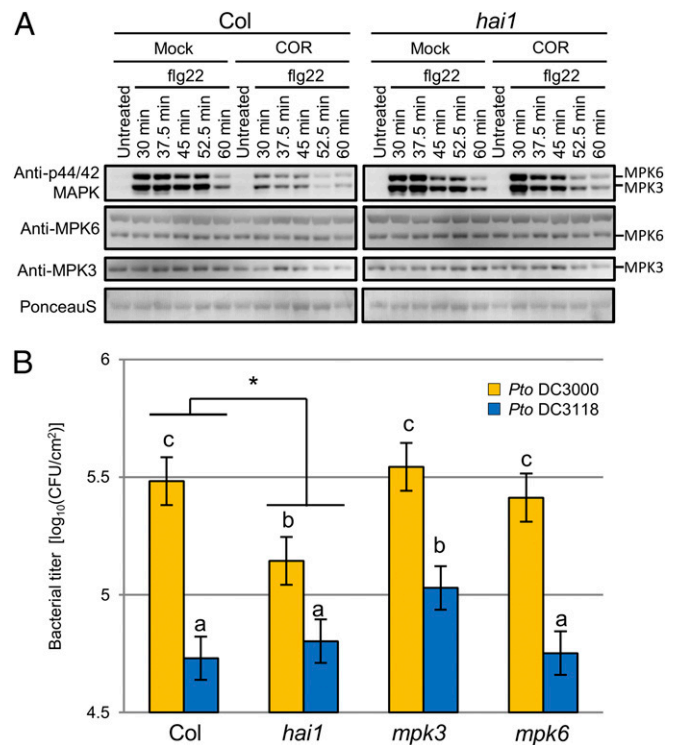 A
Col hai1
Mock COR Mock COR
flg22 flg22 flg22 flg22
Untreated 30 min 37.5 min 45 min 52.5 min 60 min Untreated 30 min 37.5 min 45 min 52.5 min 60 min Untreated 30 min 37.5 min 45 min 52.5 min 60 min Untreated 30 min 37.5 min 45 min 52.5 min 60 min
Anti-p44/42 MPK6
MAPK MPK3
Anti-MPK6 MPK6
Anti-MPK3 MPK3
PonceauS
B
6
*
Pto DC3000
Pto DC3118
c c c
5.5
b b
5
a a a
4.5
Bacterial titer [log10(CFU/cm2)]
Col hai1 mpk3 mpk6